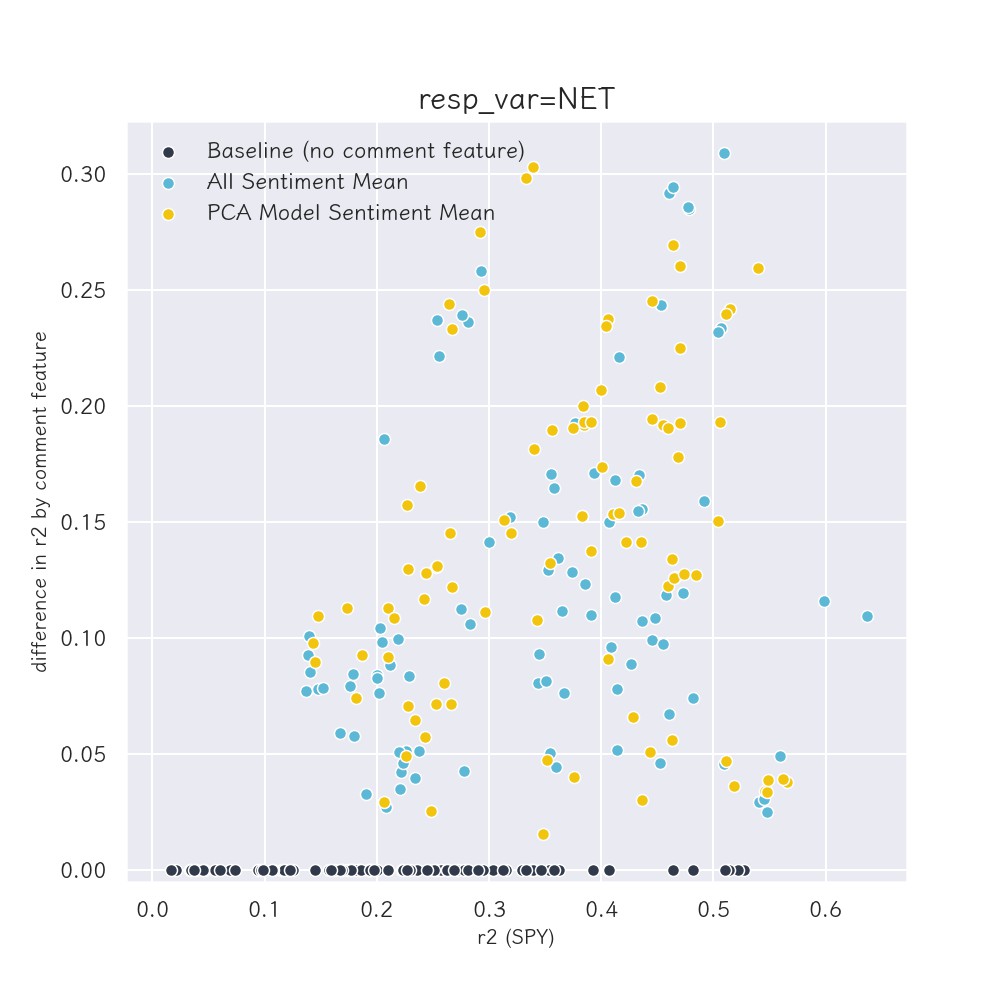 resp_var=NET
Baseline (no comment feature)
All Sentiment Mean
PCA Model Sentiment Mean
difference in r2 by comment feature
0.30
0.25
0.20
0.15
0.10
0.05
0.00
0.0 0.1 0.2 0.3 0.4 0.5 0.6
r2 (SPY)